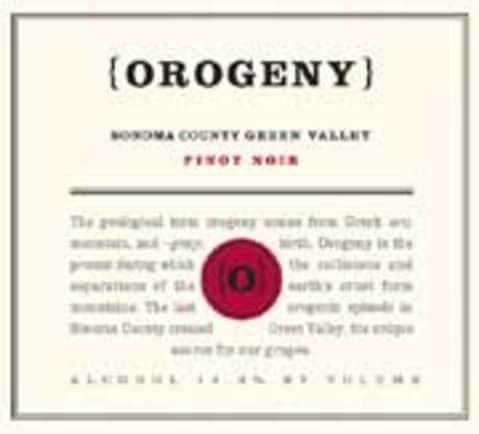 {OROGENY}
SONOMA COUNTY GREEN VALLEY
PINOT NOIR
The geological term orogeny comes from Greek oro
mountain, and -geny, birth. Orogeny is the
process during which the collisions and
separations of the earth's crust form
mountains. The last orogenic episode in
Sonoma County created Green Valley, the unique
source for our grapes.
{O}
ALCOHOL BY VOLUME